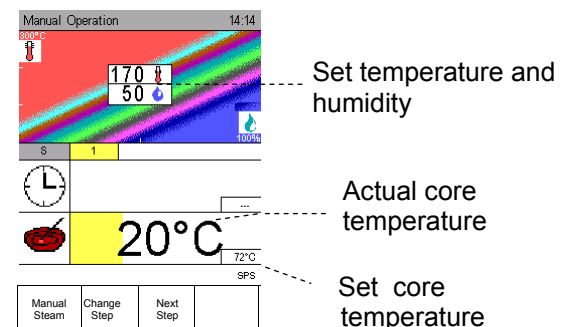 Manual Operation 14:14
300°C
170
50
100%
Set temperature and
humidity
S 1
...
Actual core
temperature
20°C
72°C
SPS
Set core
temperature
Manual Steam
Change Step
Next Step